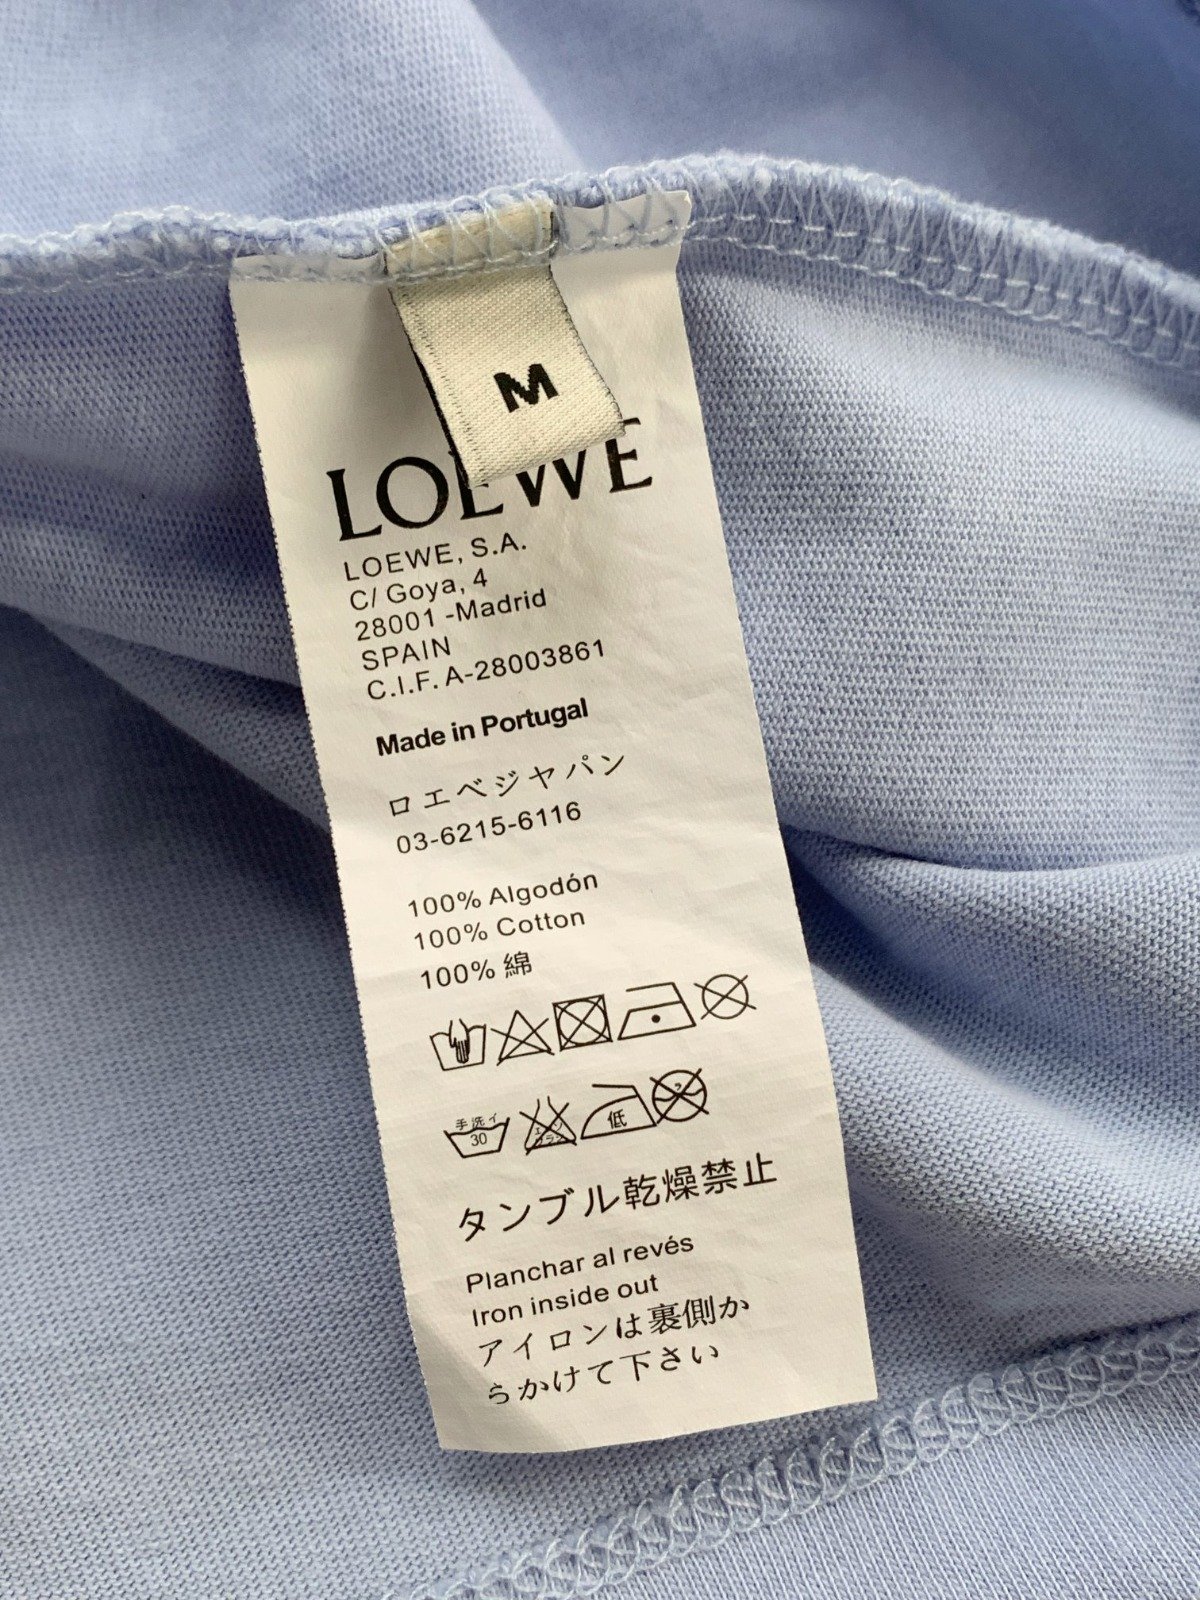 M
LOEWE
LOEWE, S.A.
C/ Goya, 4
28001 -Madrid
SPAIN
C.I.F. A-28003861
Made in Portugal
ロエベジャパン
03-6215-6116
100% Algodón
100% Cotton
100% 綿
手洗イ
30
低
タンブル乾燥禁止
Planchar al revés
Iron inside out
アイロンは裏側か
らかけて下さい